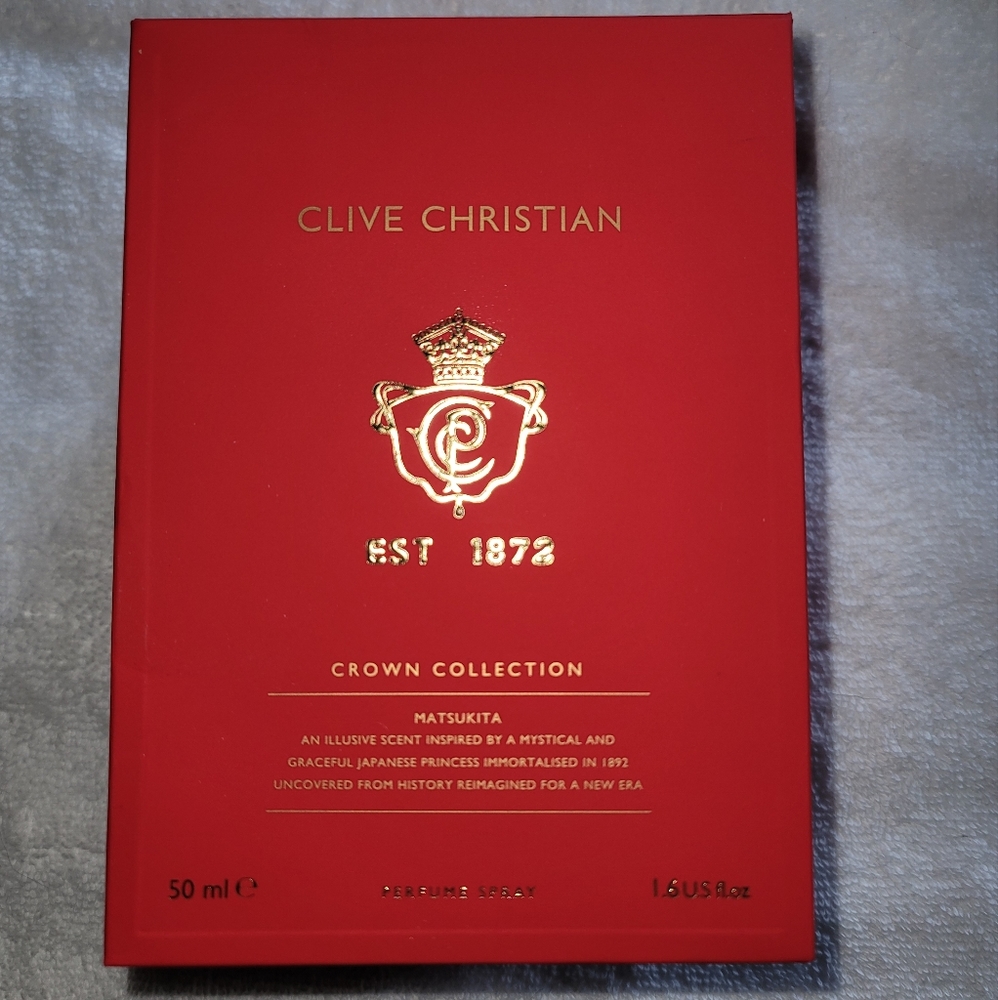 CLIVE CHRISTIAN
EST 1872
CROWN COLLECTION
MATSUKITA
AN ILLUSIVE SCENT INSPIRED BY A MYSTICAL AND
GRACEFUL JAPANESE PRINCESS IMMORTALISED IN 1892
UNCOVERED FROM HISTORY REIMAGINED FOR A NEW ERA
50 ml ℮ PERFUME SPRAY 1.6 US fl.oz